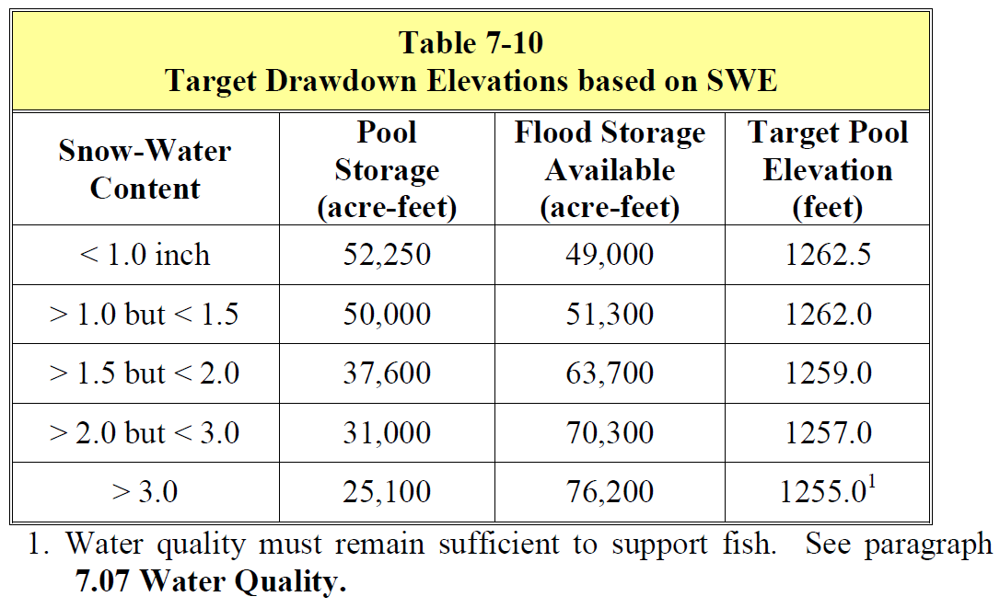 Table 7-10
Target Drawdown Elevations based on SWE
Snow-Water
Content
Pool
Storage
(acre-feet)
Flood Storage
Available
(acre-feet)
Target Pool
Elevation
(feet)
< 1.0 inch 52,250 49,000 1262.5
> 1.0 but < 1.5 50,000 51,300 1262.0
> 1.5 but < 2.0 37,600 63,700 1259.0
> 2.0 but < 3.0 31,000 70,300 1257.0
> 3.0 25,100 76,200 1255.0¹
1. Water quality must remain sufficient to support fish. See paragraph
7.07 Water Quality.